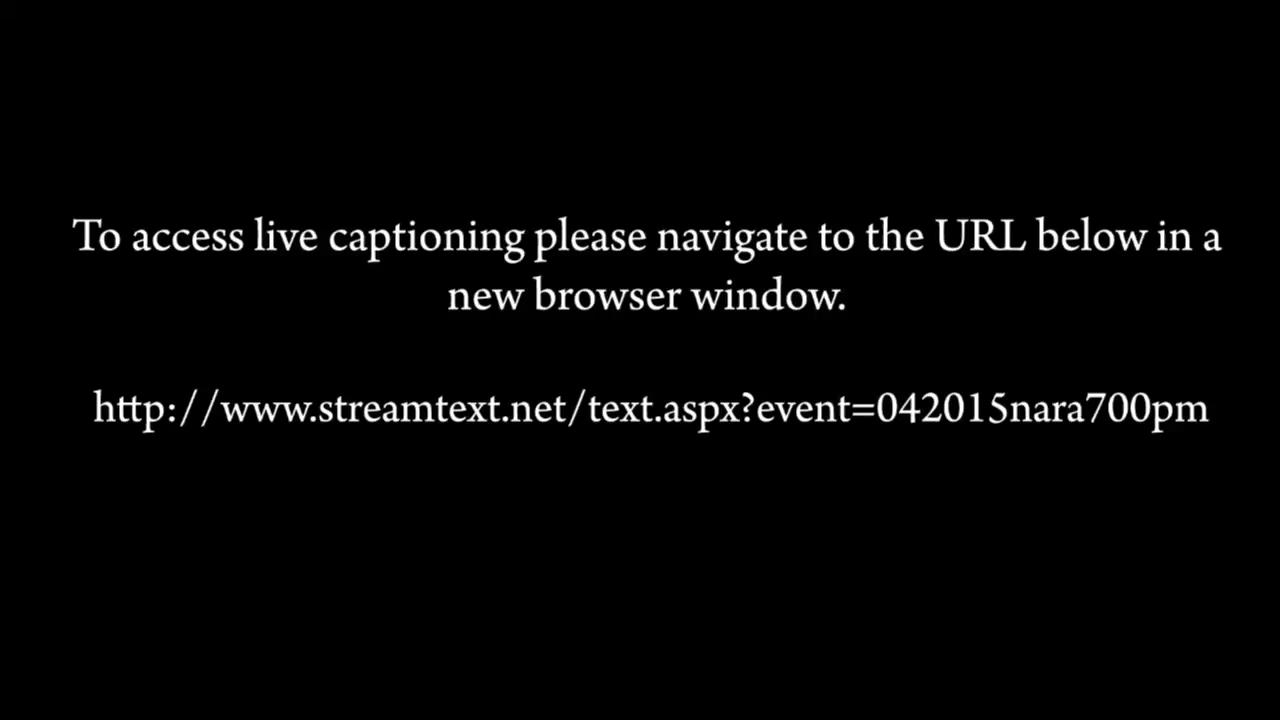 To access live captioning please navigate to the URL below in a
new browser window.
http://www.streamtext.net/text.aspx?event=042015nara700pm